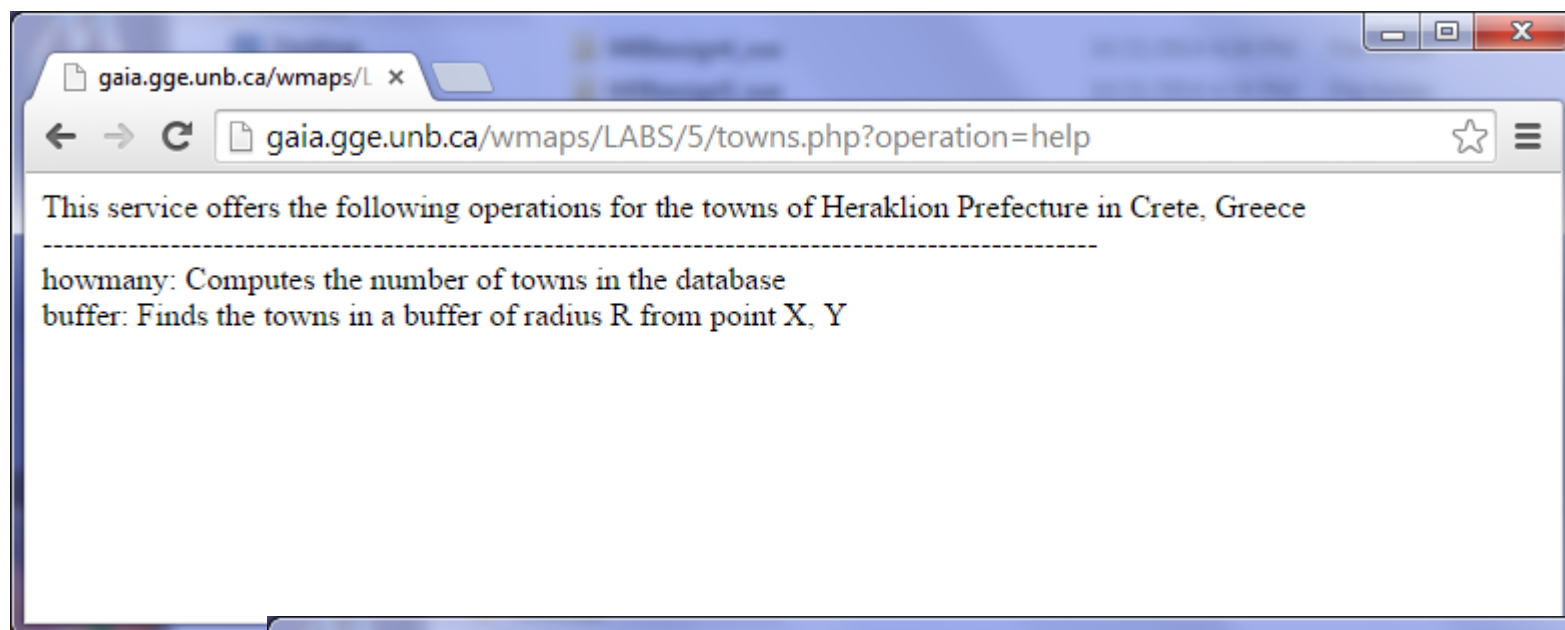 gaia.gge.unb.ca/wmaps/L
gaia.gge.unb.ca/wmaps/LABS/5/towns.php?operation=help
This service offers the following operations for the towns of Heraklion Prefecture in Crete, Greece
----------------------------------------------------------------------------------------------------
howmany: Computes the number of towns in the database
buffer: Finds the towns in a buffer of radius R from point X, Y